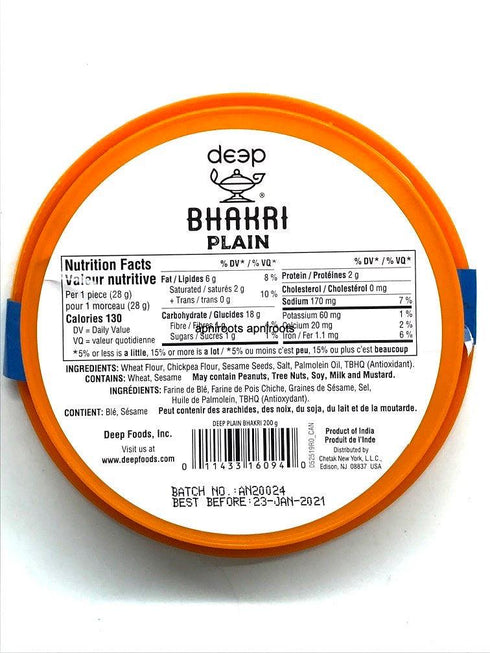 deep
®
BHAKRI
PLAIN
Nutrition Facts
Valeur nutritive
Per 1 piece (28 g)
pour 1 morceau (28 g)
Calories 130
DV = Daily Value
VQ = valeur quotidienne
% DV* / % VQ*
Fat / Lipides 6 g 8 %
Saturated / saturés 2 g
+ Trans / trans 0 g 10 %
Carbohydrate / Glucides 18 g
Fibre / Fibres
Sugars / Sucres 1 g 1 %
% DV* / % VQ*
Protein / Protéines 2 g
Cholesterol / Cholestérol 0 mg
Sodium 170 mg 7 %
Potassium 60 mg 1 %
Calcium 20 mg 2 %
Iron / Fer 1.1 mg 6 %
apniroots apniroots
*5% or less is a little, 15% or more is a lot / *5% ou moins c'est peu, 15% ou plus c'est beaucoup
INGREDIENTS: Wheat Flour, Chickpea Flour, Sesame Seeds, Salt, Palmolein Oil, TBHQ (Antioxidant).
CONTAINS: Wheat, Sesame May contain Peanuts, Tree Nuts, Soy, Milk and Mustard.
INGRÉDIENTS: Farine de Blé, Farine de Pois Chiche, Graines de Sésame, Sel,
Huile de Palmolein, TBHQ (Antioxydant).
CONTIENT: Blé, Sésame Peut contenir des arachides, des noix, du soja, du lait et de la moutarde.
DEEP PLAIN BHAKRI 200 g
Deep Foods, Inc.
Visit us at
www.deepfoods.com
0 11433 16094 0
052519R0_CAN
Product of India
Produit de l'Inde
Distributed by
Chetak New York, L.L.C.,
Edison, NJ 08837 USA
BATCH NO.:AN20024
BEST BEFORE:23-JAN-2021